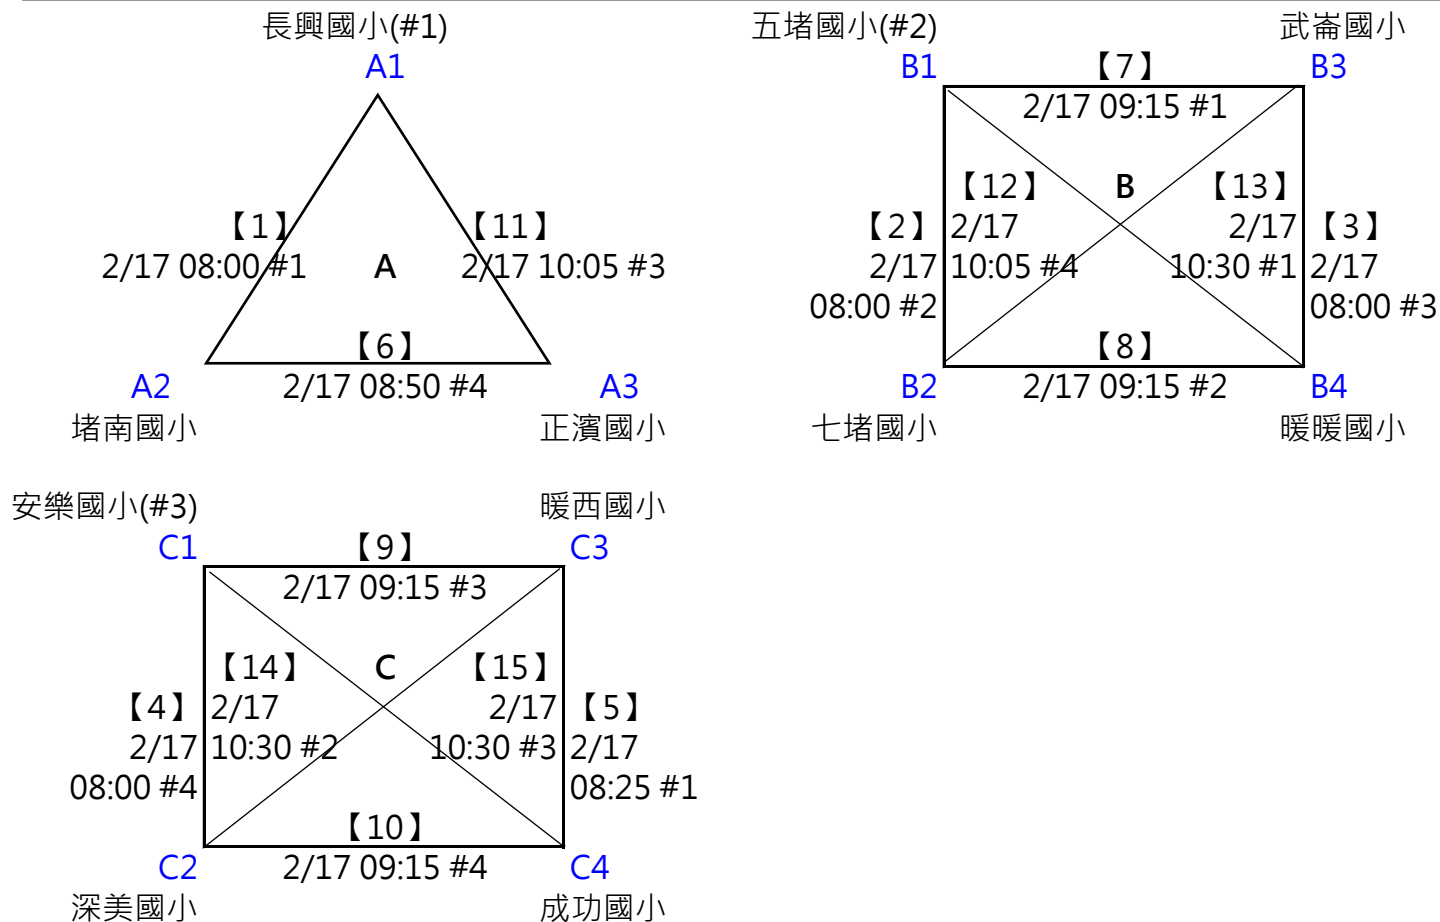 長興國小(#1)
A1
【1】
2/17 08:00 #1
【11】
2/17 10:05 #3
A
【6】
2/17 08:50 #4
A2
堵南國小
A3
正濱國小
五堵國小(#2)
B1
武崙國小
B3
【7】
2/17 09:15 #1
【12】
2/17
10:05 #4
B
【13】
2/17
10:30 #1
【2】
2/17
08:00 #2
【3】
2/17
08:00 #3
【8】
2/17 09:15 #2
B2
七堵國小
B4
暖暖國小
安樂國小(#3)
C1
暖西國小
C3
【9】
2/17 09:15 #3
【14】
2/17
10:30 #2
C
【15】
2/17
10:30 #3
【4】
2/17
08:00 #4
【5】
2/17
08:25 #1
【10】
2/17 09:15 #4
C2
深美國小
C4
成功國小